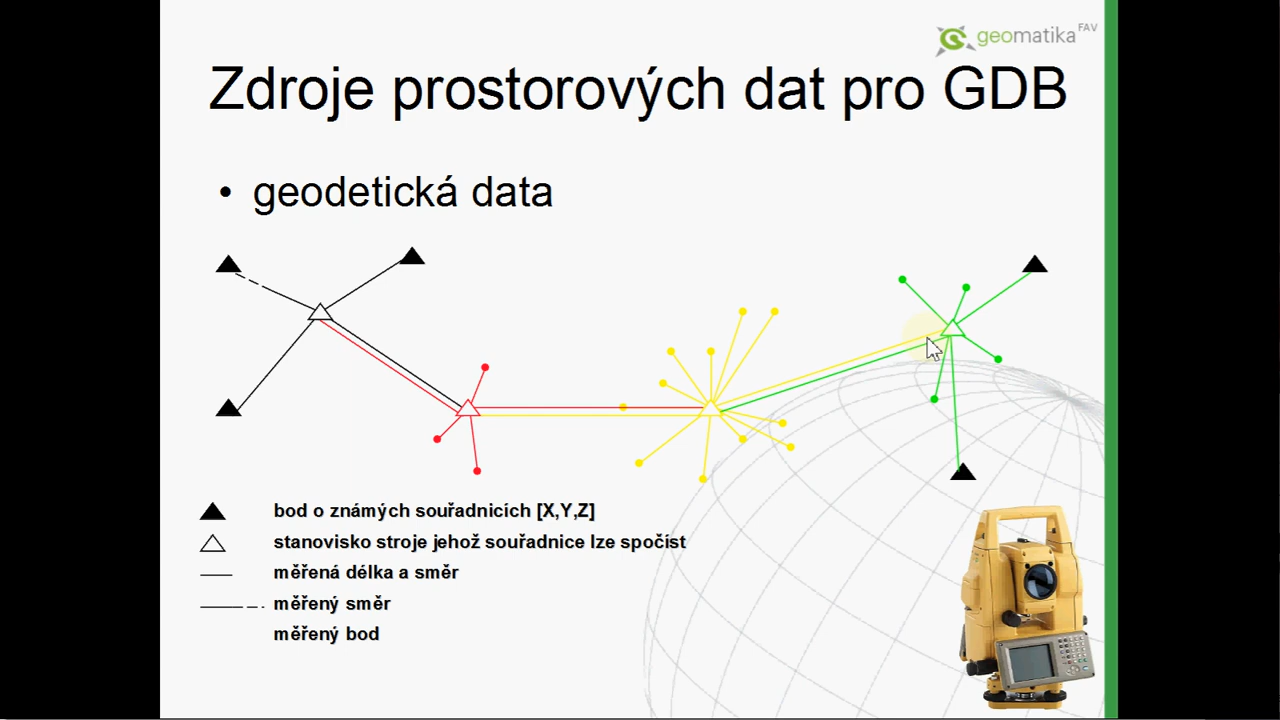 geomatika FAV
Zdroje prostorových dat pro GDB
• geodetická data
bod o známých souřadnicích [X,Y,Z]
stanovisko stroje jehož souřadnice lze spočíst
měřená délka a směr
měřený směr
měřený bod